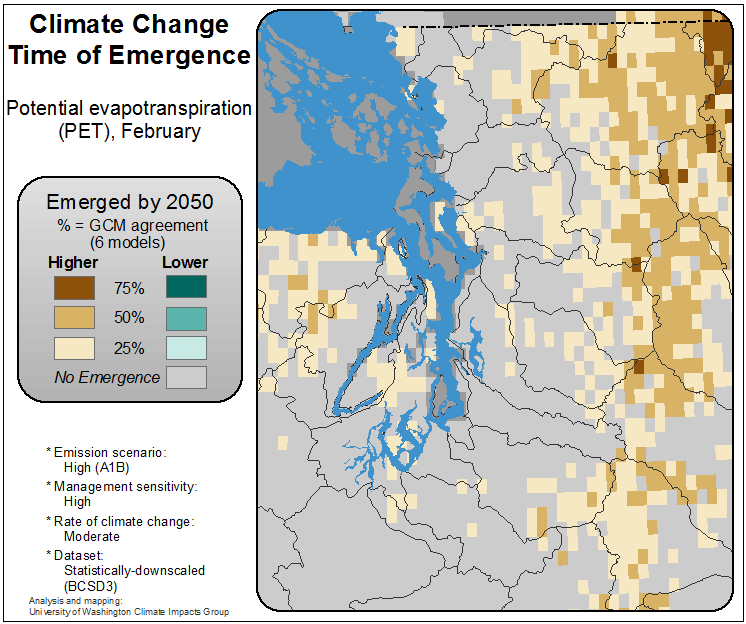 Climate Change
Time of Emergence
Potential evapotranspiration
(PET), February
Emerged by 2050
% = GCM agreement
(6 models)
Higher Lower
75%
50%
25%
No Emergence
* Emission scenario:
High (A1B)
* Management sensitivity:
High
* Rate of climate change:
Moderate
* Dataset:
Statistically-downscaled
(BCSD3)
Analysis and mapping:
University of Washington Climate Impacts Group